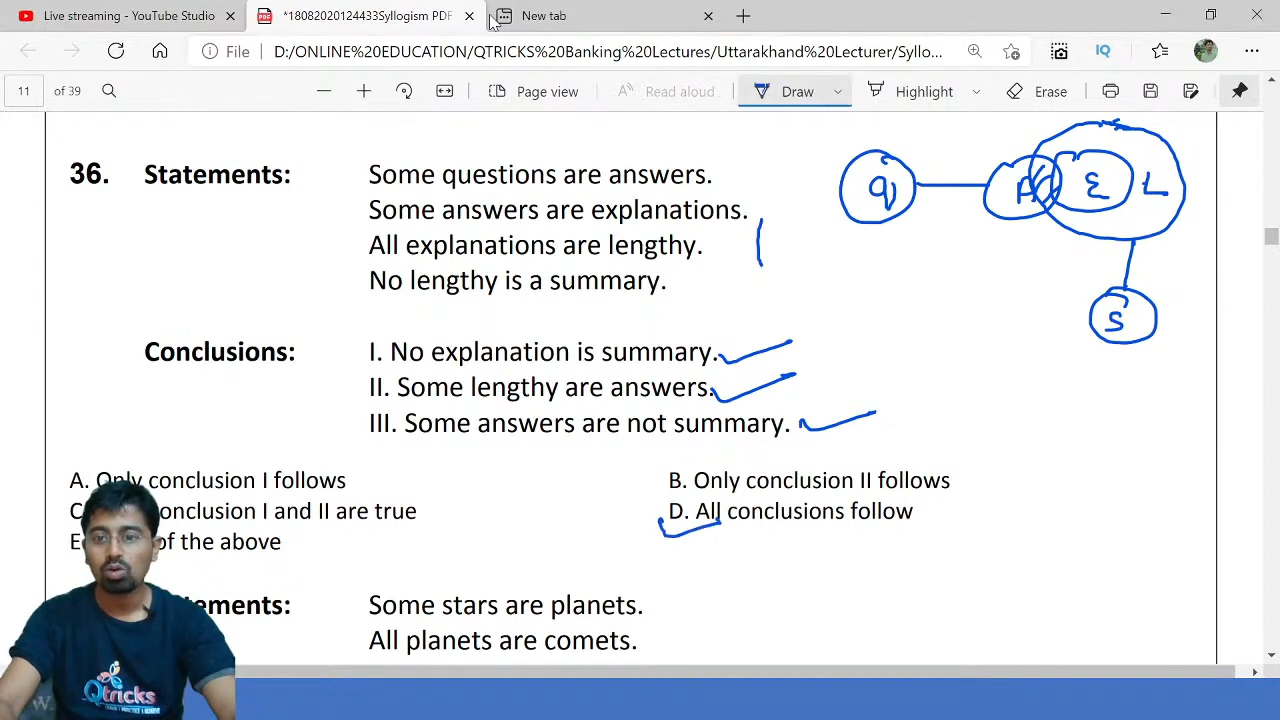 Live streaming - YouTube Studio
*18082020124433Syllogism PDF
New tab
File D:/ONLINE%20EDUCATION/QTRICKS%20Banking%20Lectures/Uttarakhand%20Lecturer/Syllo...
IQ
11 of 39
Page view
Read aloud
Draw
Highlight
Erase
36. Statements: Some questions are answers.
Some answers are explanations.
All explanations are lengthy.
No lengthy is a summary.
q A E L
S
Conclusions: I. No explanation is summary.
II. Some lengthy are answers.
III. Some answers are not summary.
A. Only conclusion I follows
B. Only conclusion II follows
C conclusion I and II are true
D. All conclusions follow
E of the above
tements: Some stars are planets.
All planets are comets.
Qtricks